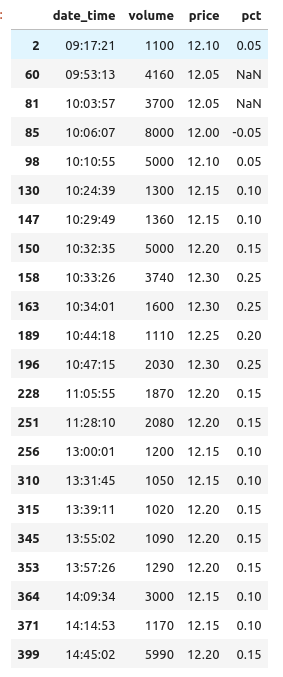 date_time volume price pct
2 09:17:21 1100 12.10 0.05
60 09:53:13 4160 12.05 NaN
81 10:03:57 3700 12.05 NaN
85 10:06:07 8000 12.00 -0.05
98 10:10:55 5000 12.10 0.05
130 10:24:39 1300 12.15 0.10
147 10:29:49 1360 12.15 0.10
150 10:32:35 5000 12.20 0.15
158 10:33:26 3740 12.30 0.25
163 10:34:01 1600 12.30 0.25
189 10:44:18 1110 12.25 0.20
196 10:47:15 2030 12.30 0.25
228 11:05:55 1870 12.20 0.15
251 11:28:10 2080 12.20 0.15
256 13:00:01 1200 12.15 0.10
310 13:31:45 1050 12.15 0.10
315 13:39:11 1020 12.20 0.15
345 13:55:02 1090 12.20 0.15
353 13:57:26 1290 12.20 0.15
364 14:09:34 3000 12.15 0.10
371 14:14:53 1170 12.15 0.10
399 14:45:02 5990 12.20 0.15